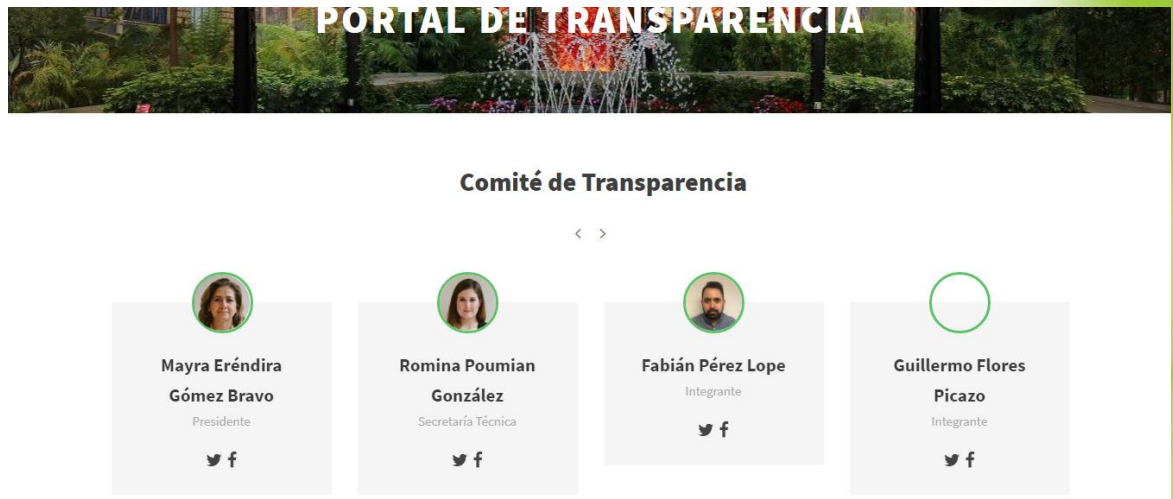 PORTAL DE TRANSPARENCIA
Comité de Transparencia
Mayra Eréndira
Gómez Bravo
Presidente
Romina Poumian
González
Secretaría Técnica
Fabián Pérez Lope
Integrante
Guillermo Flores
Picazo
Integrante